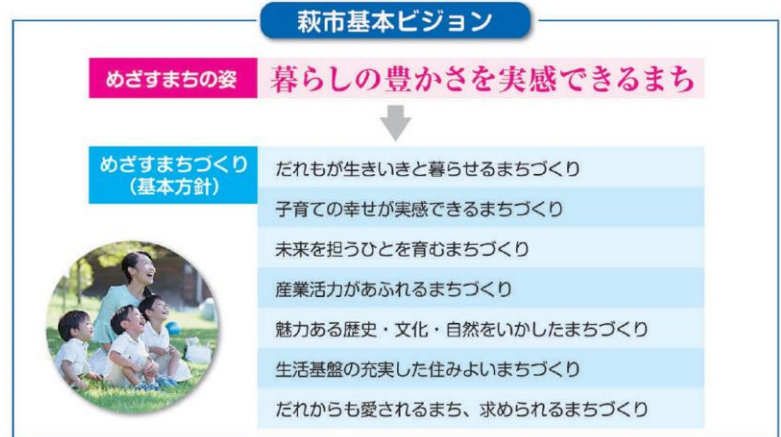 萩市基本ビジョン
めざすまちの姿
暮らしの豊かさを実感できるまち
めざすまちづくり
（基本方針）
だれもが生きいきと暮らせるまちづくり
子育ての幸せが実感できるまちづくり
未来を担うひとを育むまちづくり
産業活力があふれるまちづくり
魅力ある歴史・文化・自然をいかしたまちづくり
生活基盤の充実した住みよいまちづくり
だれからも愛されるまち、求められるまちづくり